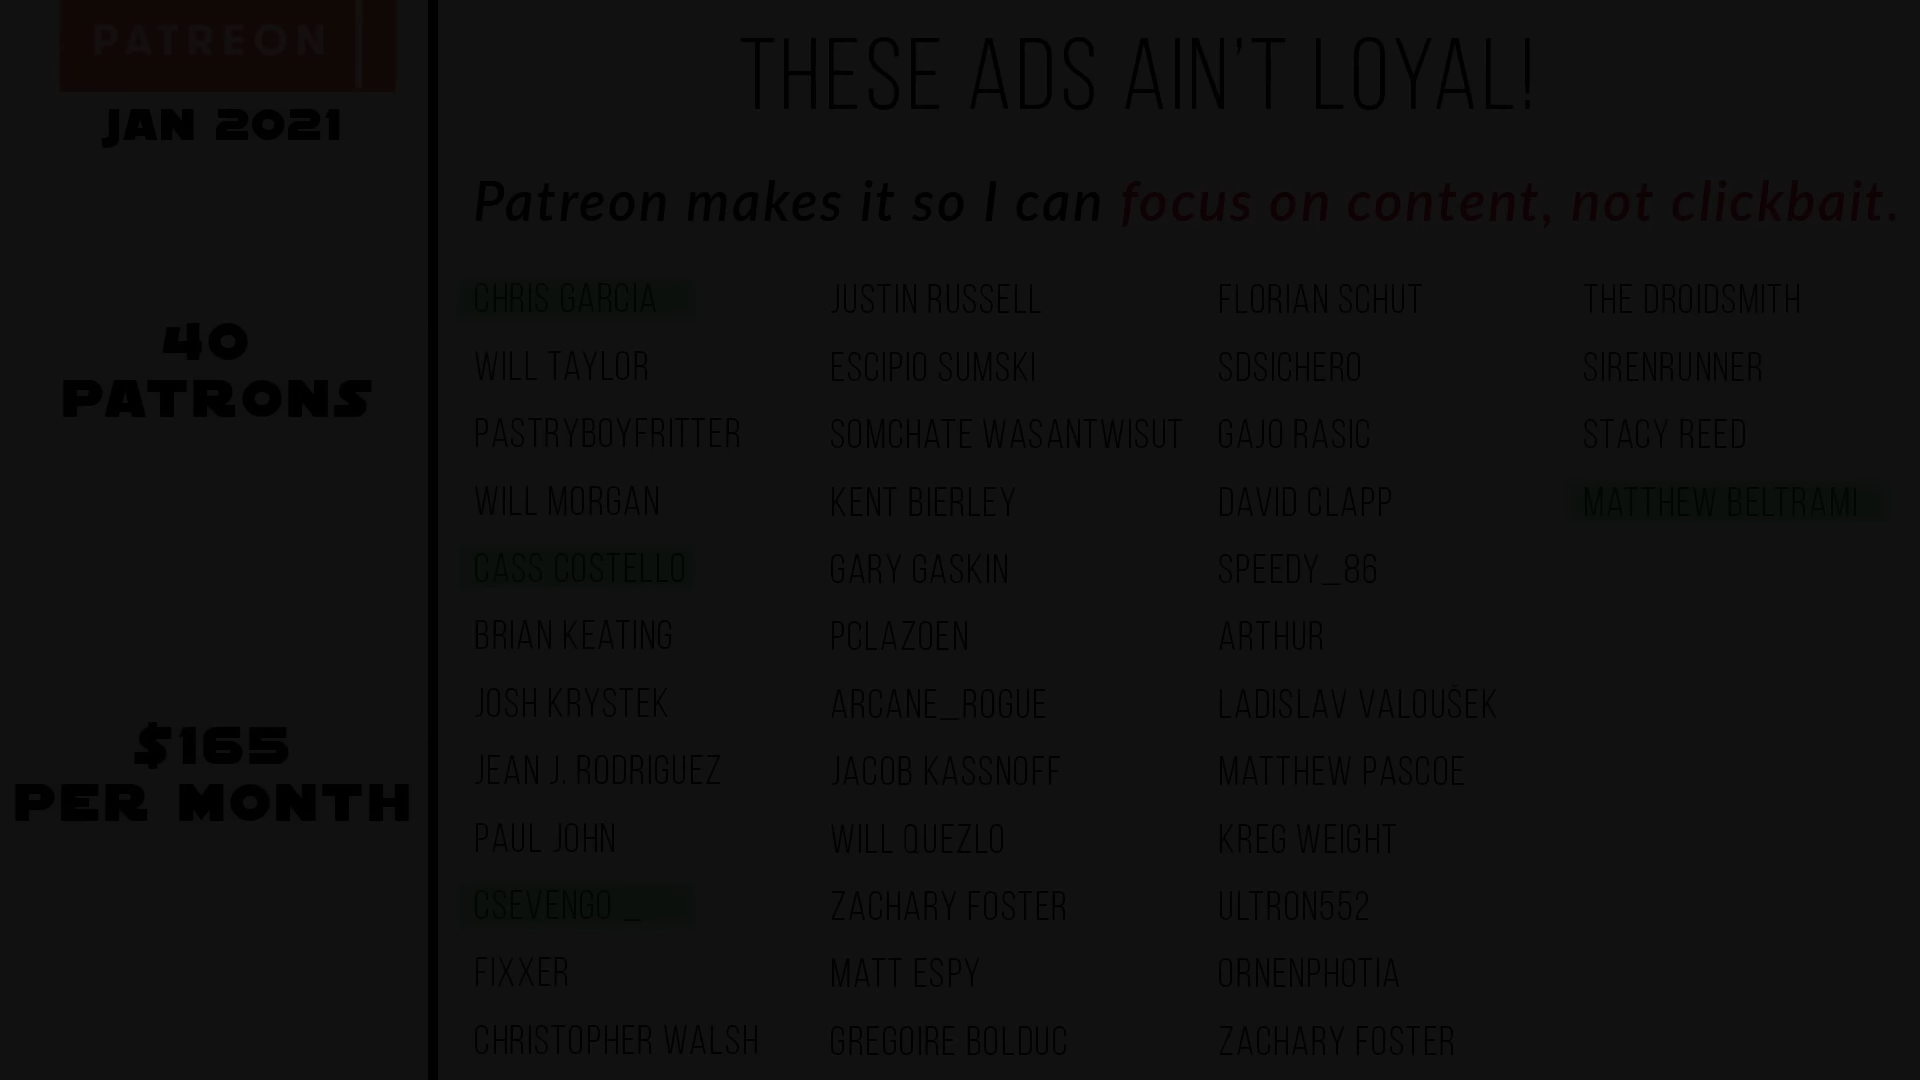 PATREON
JAN 2021
40
PATRONS
$165
PER MONTH
THESE ADS AIN'T LOYAL!
Patreon makes it so I can focus on content, not clickbait.
CHRIS GARCIA
WILL TAYLOR
PASTRYBOYFRITTER
WILL MORGAN
CASS COSTELLO
BRIAN KEATING
JOSH KRYSTEK
JEAN J. RODRIGUEZ
PAUL JOHN
CSEVENGO _
FIXXER
CHRISTOPHER WALSH
JUSTIN RUSSELL
ESCIPIO SUMSKI
SOMCHATE WASANTWISUT
KENT BIERLEY
GARY GASKIN
PCLAZOEN
ARCANE_ROGUE
JACOB KASSNOFF
WILL QUEZLO
ZACHARY FOSTER
MATT ESPY
GREGOIRE BOLDUC
FLORIAN SCHUT
SDSICHERO
GAJO RASIC
DAVID CLAPP
SPEEDY_86
ARTHUR
LADISLAV VALOUŠEK
MATTHEW PASCOE
KREG WEIGHT
ULTRON552
ORNENPHOTIA
ZACHARY FOSTER
THE DROIDSMITH
SIRENRUNNER
STACY REED
MATTHEW BELTRAMI